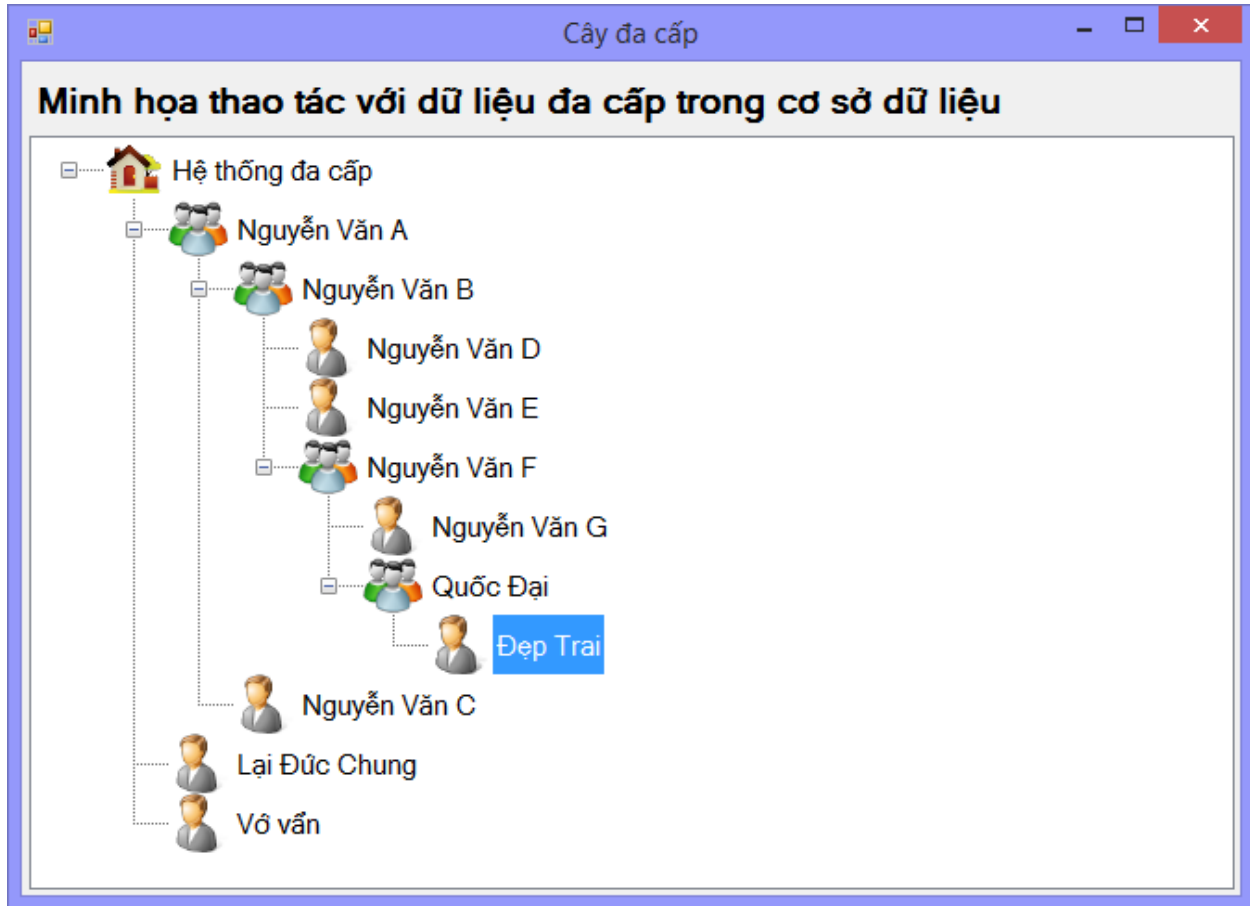 Cây đa cấp
Minh họa thao tác với dữ liệu đa cấp trong cơ sở dữ liệu
Hệ thống đa cấp
Nguyễn Văn A
Nguyễn Văn B
Nguyễn Văn D
Nguyễn Văn E
Nguyễn Văn F
Nguyễn Văn G
Quốc Đại
Đẹp Trai
Nguyễn Văn C
Lại Đức Chung
Vớ vẩn